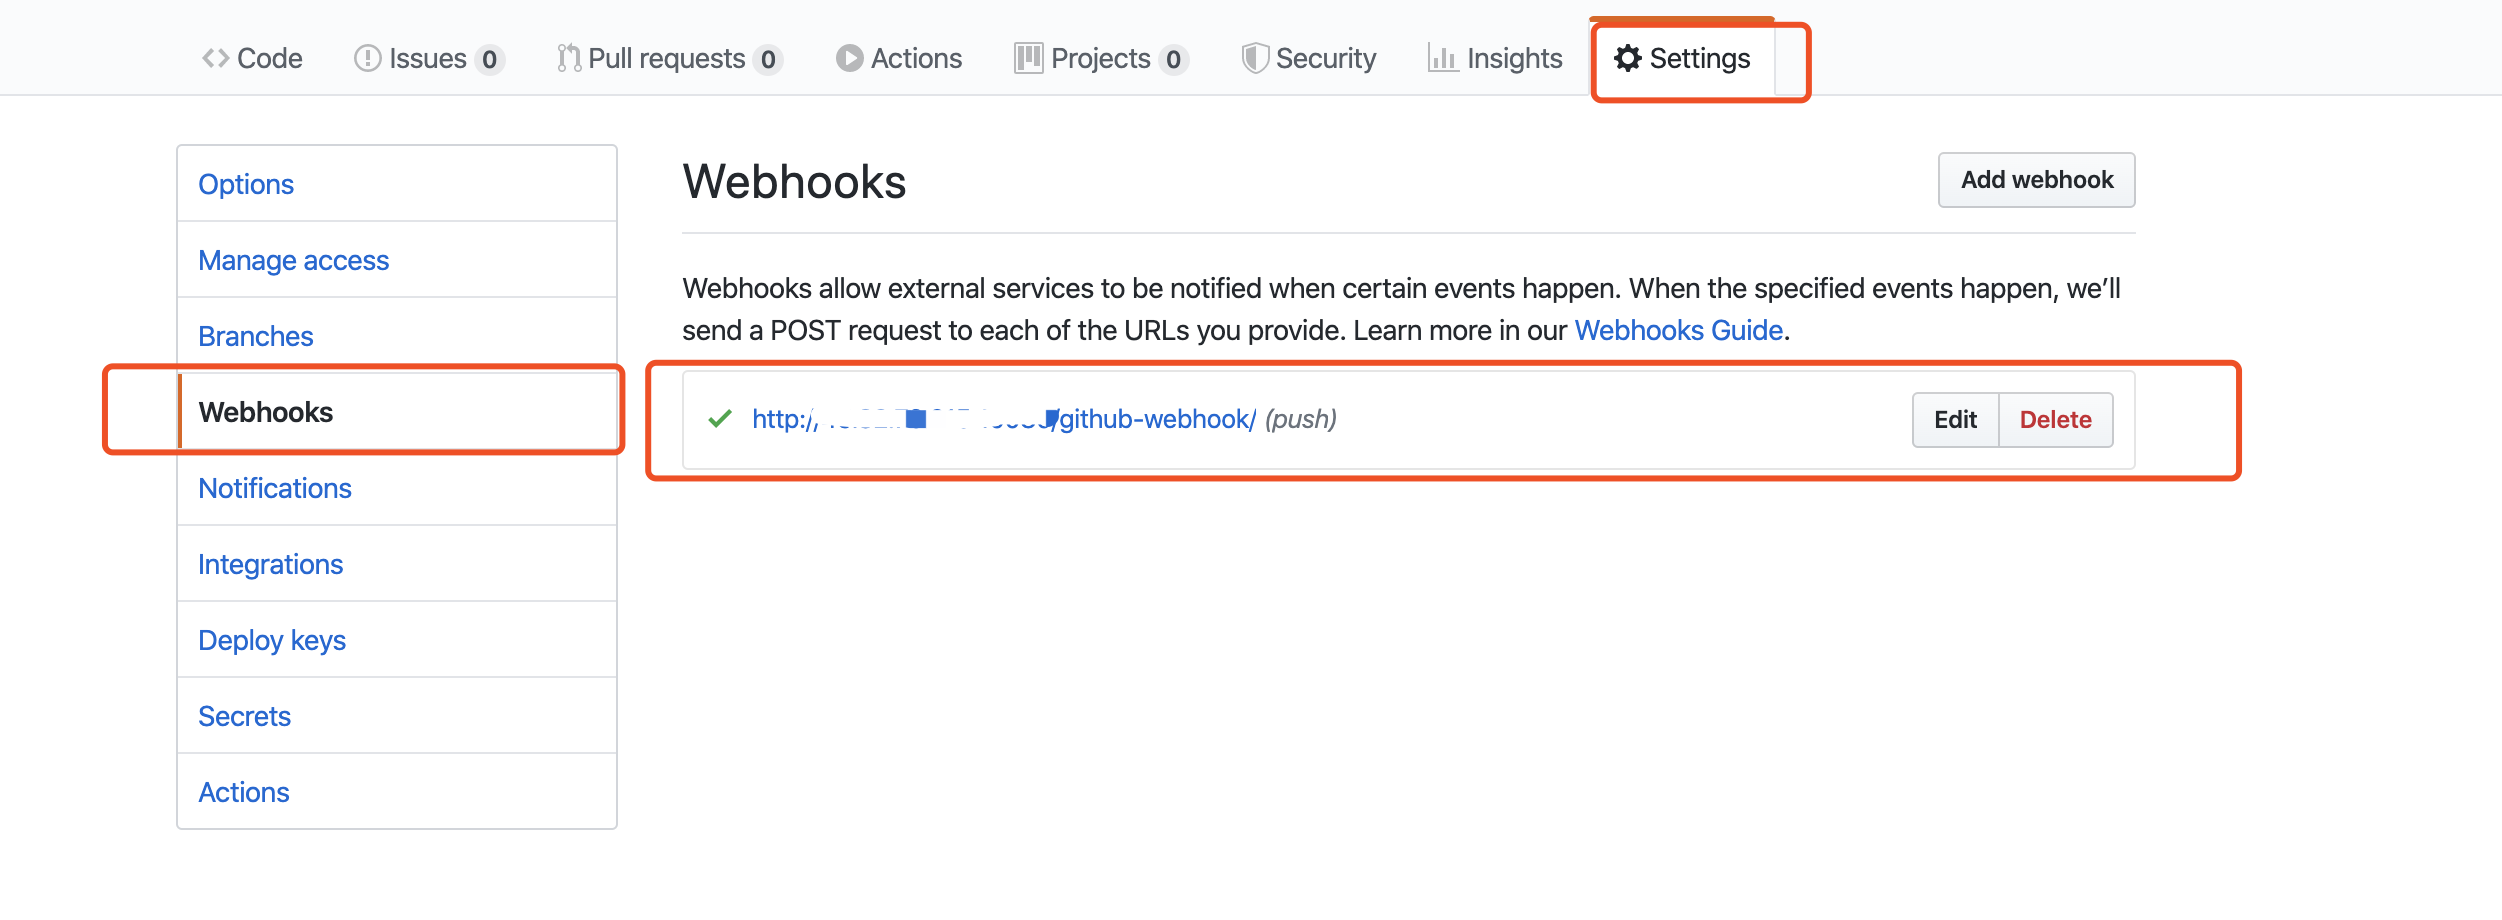 Code Issues 0 Pull requests 0 Actions Projects 0 Security Insights Settings
Options
Manage access
Branches
Webhooks
Notifications
Integrations
Deploy keys
Secrets
Actions
Webhooks
Add webhook
Webhooks allow external services to be notified when certain events happen. When the specified events happen, we’ll
send a POST request to each of the URLs you provide. Learn more in our Webhooks Guide.
http:/ /github-webhook/ (push)
Edit Delete